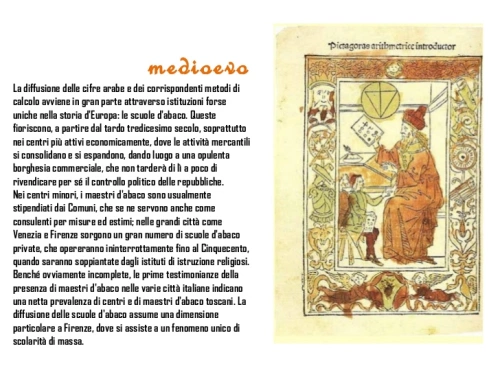 medioevo
La diffusione delle cifre arabe e dei corrispondenti metodi di
calcolo avviene in gran parte attraverso istituzioni forse
uniche nella storia d'Europa: le scuole d'abaco. Queste
fioriscono, a partire dal tardo tredicesimo secolo, soprattutto
nei centri più attivi economicamente, dove le attività mercantili
si consolidano e si espandono, dando luogo a una opulenta
borghesia commerciale, che non tarderà di lì a poco di
rivendicare per sé il controllo politico delle repubbliche.
Nei centri minori, i maestri d'abaco sono usualmente
stipendiati dai Comuni, che se ne servono anche come
consulenti per misure ed estimi; nelle grandi città come
Venezia e Firenze sorgono un gran numero di scuole d'abaco
private, che opereranno ininterrottamente fino al Cinquecento,
quando saranno soppiantate dagli istituti di istruzione religiosi.
Benché ovviamente incomplete, le prime testimonianze della
presenza di maestri d'abaco nelle varie città italiane indicano
una netta prevalenza di centri e di maestri d'abaco toscani. La
diffusione delle scuole d'abaco assume una dimensione
particolare a Firenze, dove si assiste a un fenomeno unico di
scolarità di massa.
Pictagoras arithmetrice introductor